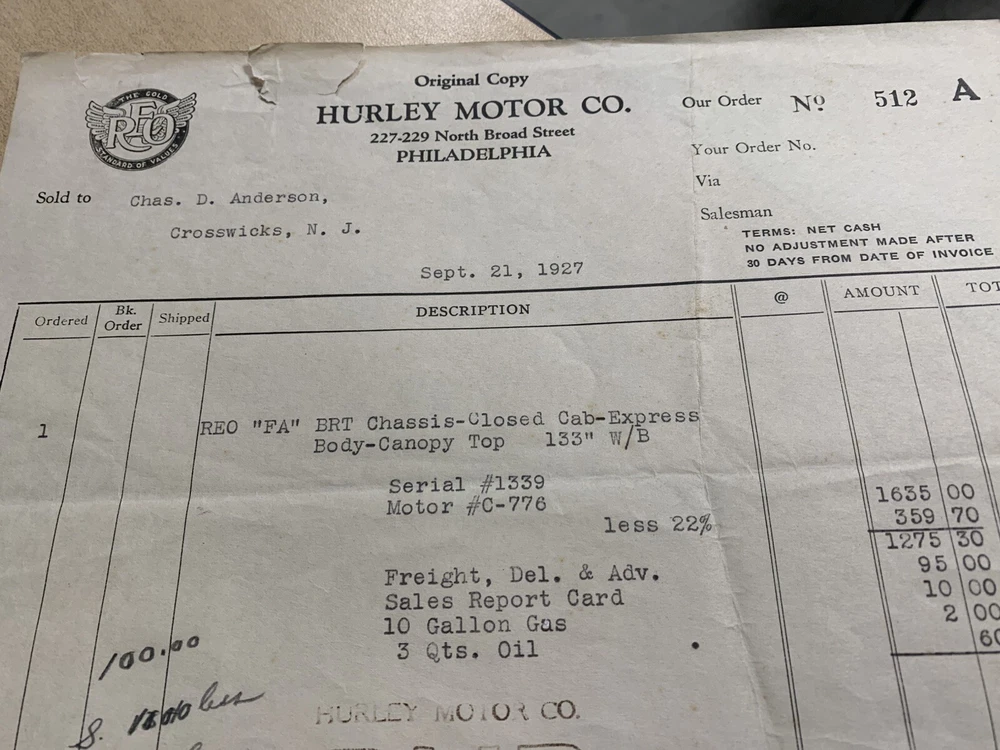 Original Copy
HURLEY MOTOR CO.
227-229 North Broad Street
PHILADELPHIA
THE GOLD
REO
STANDARD OF VALUES
Our Order Nº 512 A
Your Order No.
Via
Salesman
TERMS: NET CASH
NO ADJUSTMENT MADE AFTER
30 DAYS FROM DATE OF INVOICE
Sold to Chas. D. Anderson,
Crosswicks, N. J.
Sept. 21, 1927
Ordered Bk. Order Shipped DESCRIPTION @ AMOUNT TOT
1 REO "FA" BRT Chassis-Closed Cab-Express
Body-Canopy Top 133" W/B
Serial #1339 1635 00
Motor #C-776 359 70
less 22% 1275 30
Freight, Del. & Adv. 95 00
Sales Report Card 10 00
10 Gallon Gas 2 00
3 Qts. Oil 60
100.00
HURLEY MOTOR CO.